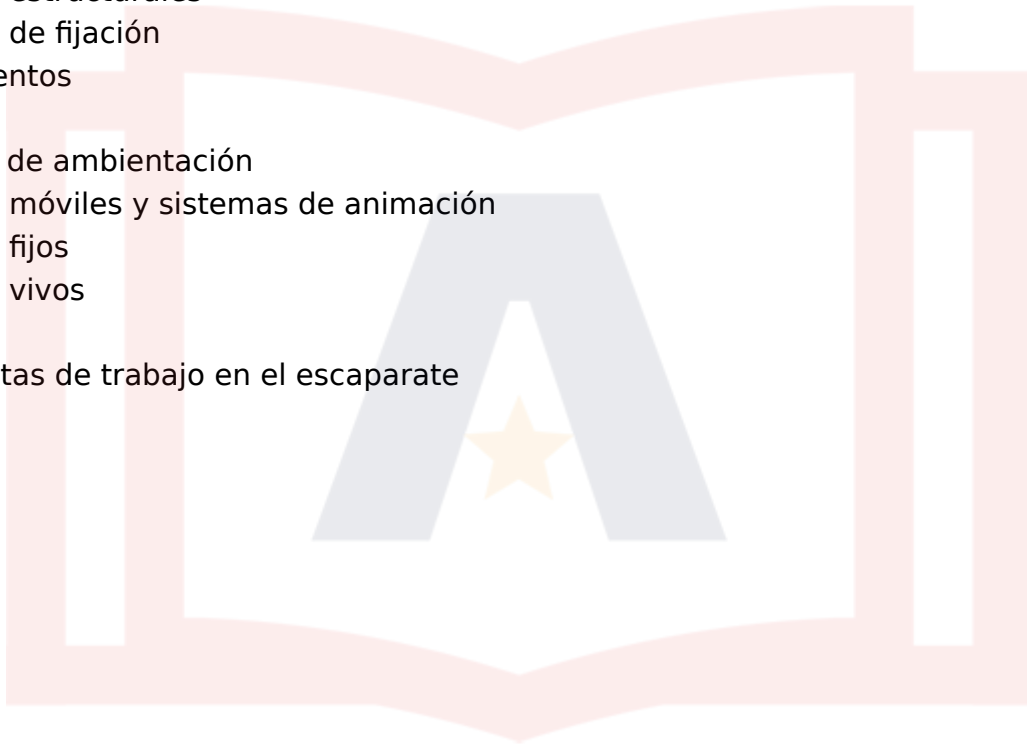 de fijación
entos
de ambientación
móviles y sistemas de animación
fijos
vivos
tas de trabajo en el escaparate